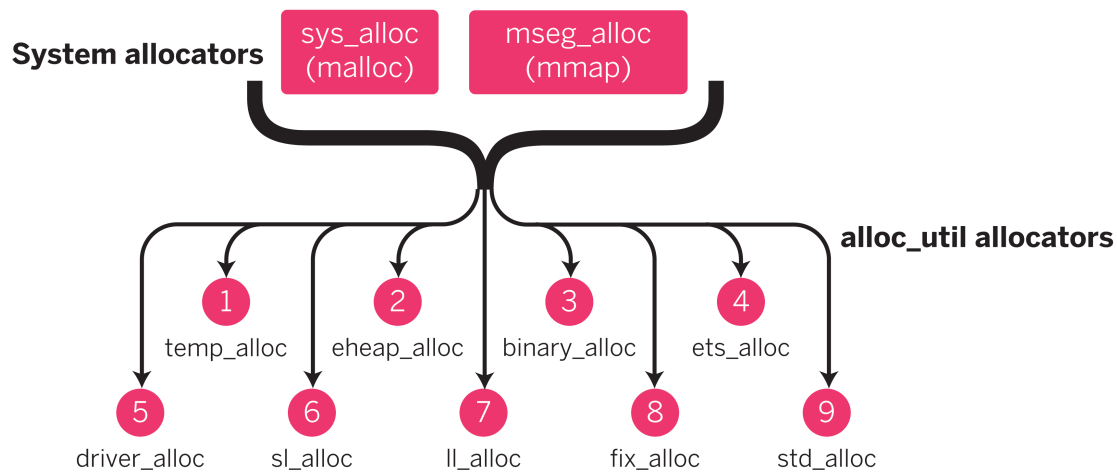 System allocators
sys_alloc
(malloc)
mseg_alloc
(mmap)
alloc_util allocators
1
temp_alloc
2
eheap_alloc
3
binary_alloc
4
ets_alloc
5
driver_alloc
6
sl_alloc
7
ll_alloc
8
fix_alloc
9
std_alloc